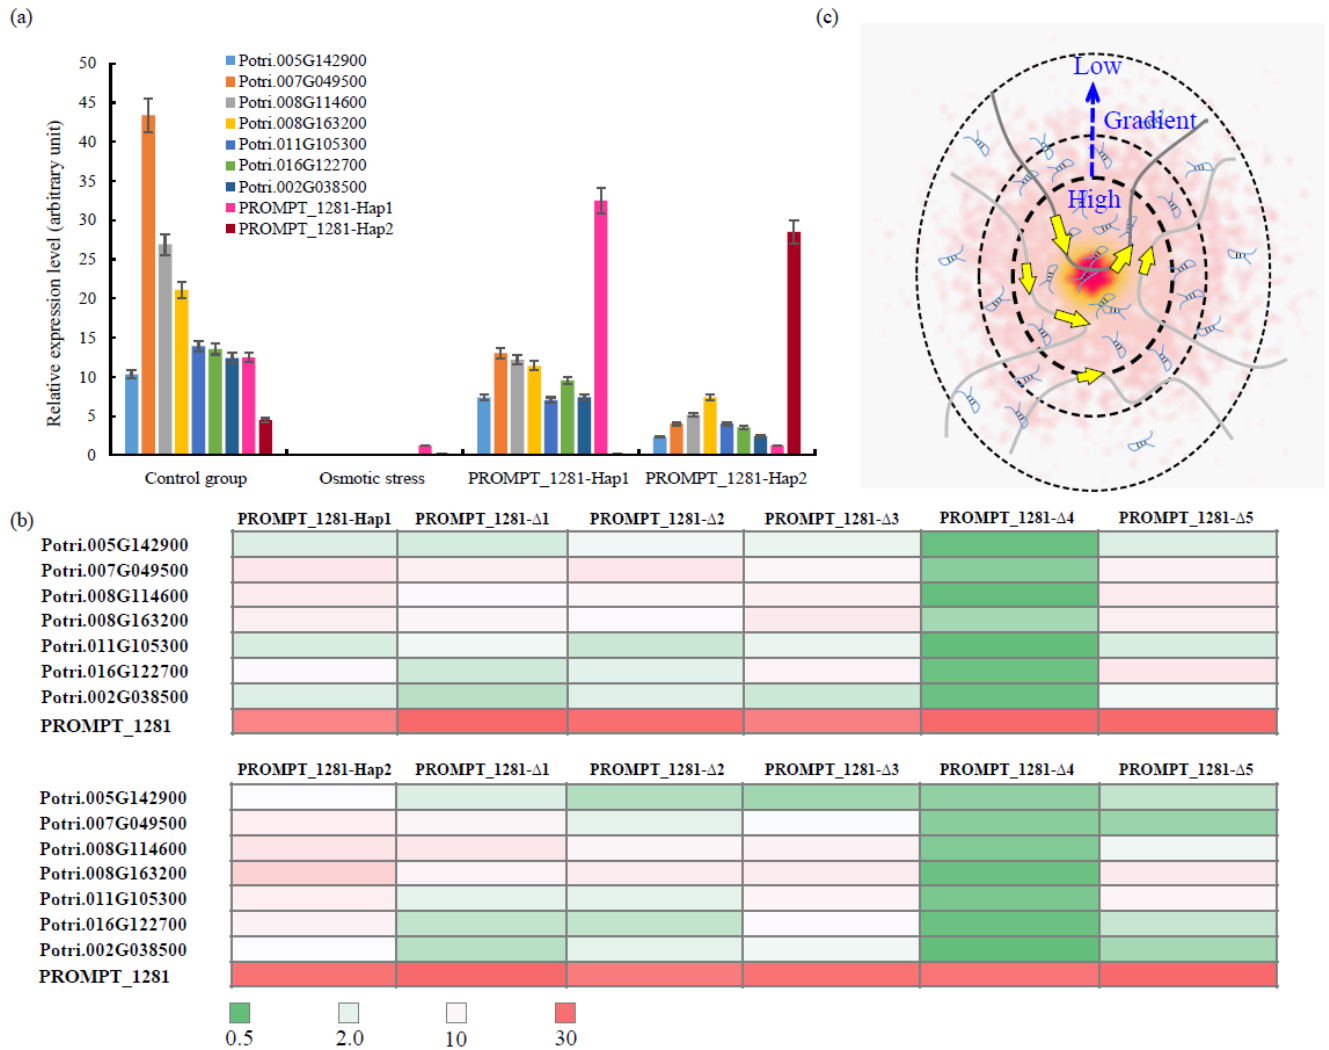 (a)
50
45
40
35
30
25
20
15
10
5
0
Relative expression level (arbitrary unit)
Potri.005G142900
Potri.007G049500
Potri.008G114600
Potri.008G163200
Potri.011G105300
Potri.016G122700
Potri.002G038500
PROMPT_1281-Hap1
PROMPT_1281-Hap2
Control group
Osmotic stress
PROMPT_1281-Hap1
PROMPT_1281-Hap2
(c)
Low
Gradient
High
(b)
PROMPT_1281-Hap1 PROMPT_1281-Δ1 PROMPT_1281-Δ2 PROMPT_1281-Δ3 PROMPT_1281-Δ4 PROMPT_1281-Δ5
Potri.005G142900
Potri.007G049500
Potri.008G114600
Potri.008G163200
Potri.011G105300
Potri.016G122700
Potri.002G038500
PROMPT_1281
PROMPT_1281-Hap2 PROMPT_1281-Δ1 PROMPT_1281-Δ2 PROMPT_1281-Δ3 PROMPT_1281-Δ4 PROMPT_1281-Δ5
Potri.005G142900
Potri.007G049500
Potri.008G114600
Potri.008G163200
Potri.011G105300
Potri.016G122700
Potri.002G038500
PROMPT_1281
0.5 2.0 10 30